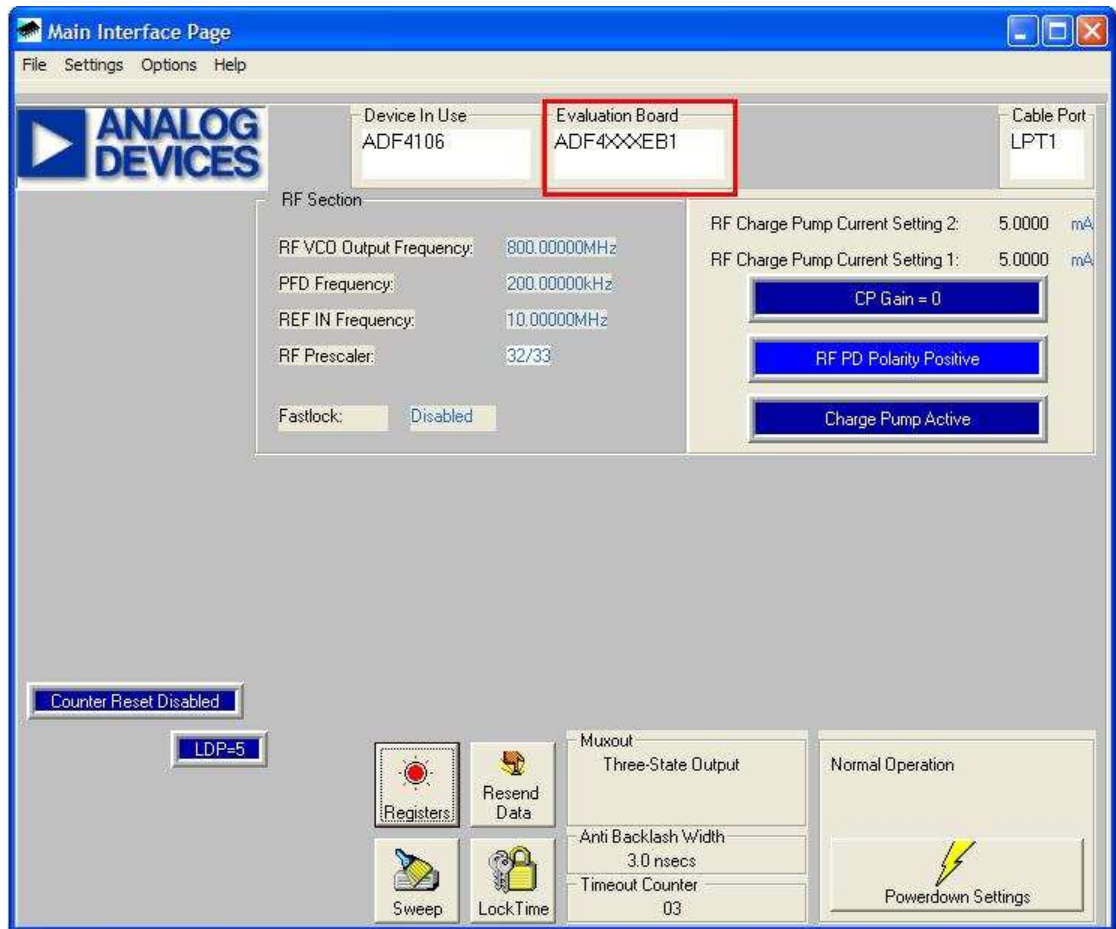 Main Interface Page
File Settings Options Help
ANALOG
DEVICES
Device In Use
ADF4106
Evaluation Board
ADF4XXXEB1
Cable Port
LPT1
RF Section
RF VCO Output Frequency: 800.00000MHz
PFD Frequency: 200.00000kHz
REF IN Frequency: 10.00000MHz
RF Prescaler: 32/33
Fastlock: Disabled
RF Charge Pump Current Setting 2: 5.0000 mA
RF Charge Pump Current Setting 1: 5.0000 mA
CP Gain = 0
RF PD Polarity Positive
Charge Pump Active
Counter Reset Disabled
LDP=5
Registers
Resend
Data
Sweep
LockTime
Muxout
Three-State Output
Anti Backlash Width
3.0 nsecs
Timeout Counter
03
Normal Operation
Powerdown Settings